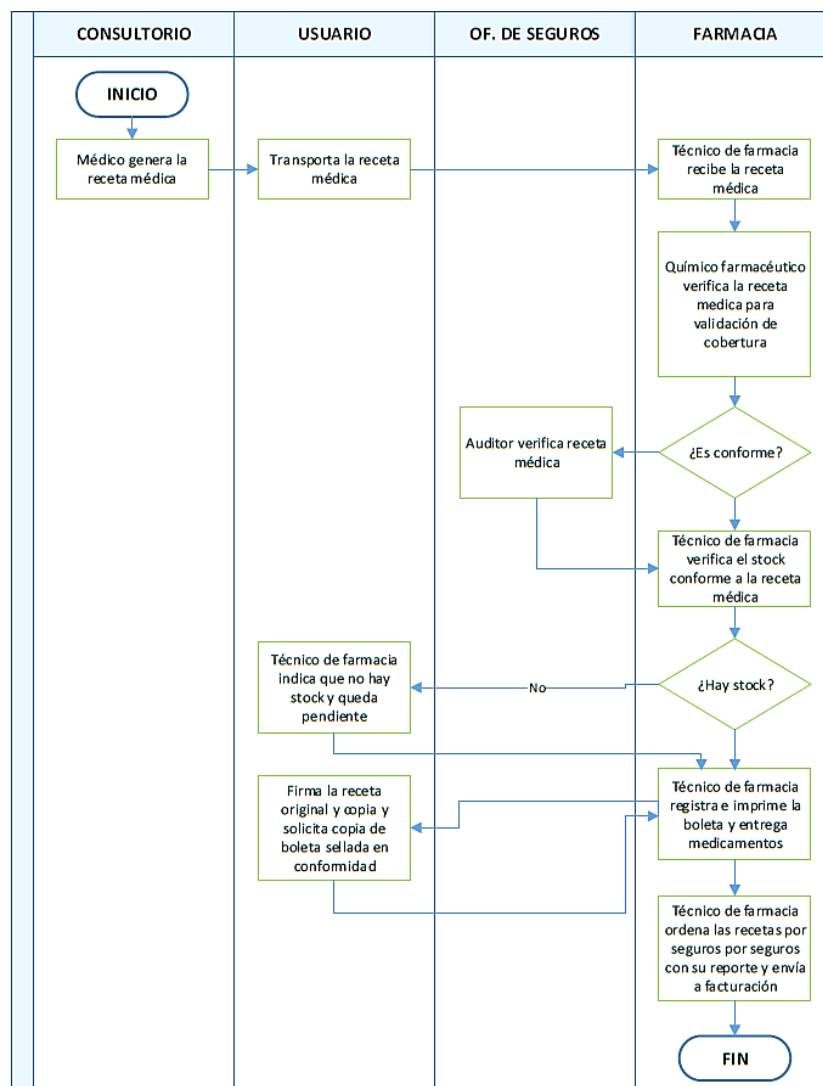 CONSULTORIO
USUARIO
OF. DE SEGUROS
FARMACIA
INICIO
Médico genera la
receta médica
Transporta la receta
médica
Técnico de farmacia
recibe la receta
médica
Químico farmacéutico
verifica la receta
medica para
validación de
cobertura
¿Es conforme?
Auditor verifica receta
médica
Técnico de farmacia
verifica el stock
conforme a la receta
médica
¿Hay stock?
No
Técnico de farmacia
indica que no hay
stock y queda
pendiente
Técnico de farmacia
registra e imprime la
boleta y entrega
medicamentos
Firma la receta
original y copia y
solicita copia de
boleta sellada en
conformidad
Técnico de farmacia
ordena las recetas por
seguros por seguros
con su reporte y envía
a facturación
FIN